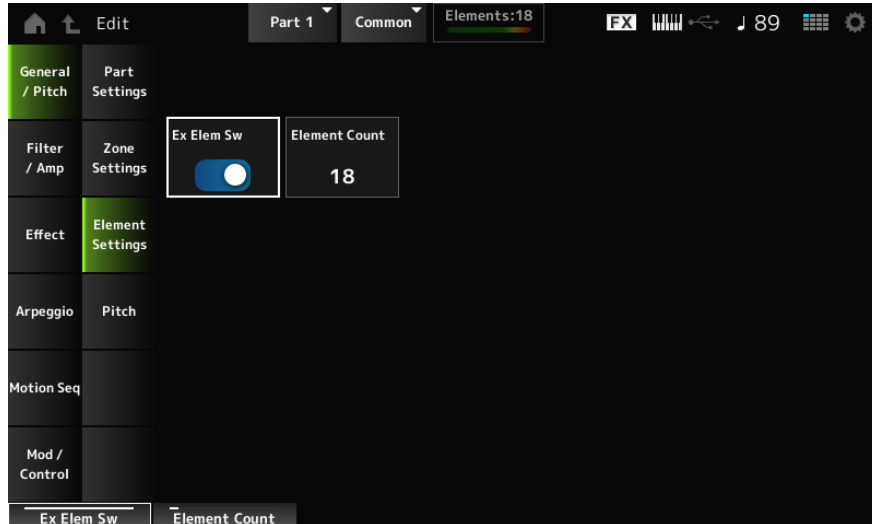 Edit
Part 1
Common
Elements:18
FX
♩ 89
General
/ Pitch
Part
Settings
Filter
/ Amp
Zone
Settings
Ex Elem Sw
Element Count
18
Effect
Element
Settings
Arpeggio
Pitch
Motion Seq
Mod /
Control
Ex Elem Sw
Element Count